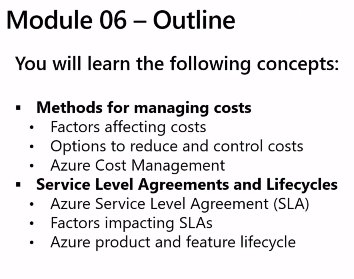 Module 06 – Outline
You will learn the following concepts:
▪ Methods for managing costs
• Factors affecting costs
• Options to reduce and control costs
• Azure Cost Management
▪ Service Level Agreements and Lifecycles
• Azure Service Level Agreement (SLA)
• Factors impacting SLAs
• Azure product and feature lifecycle